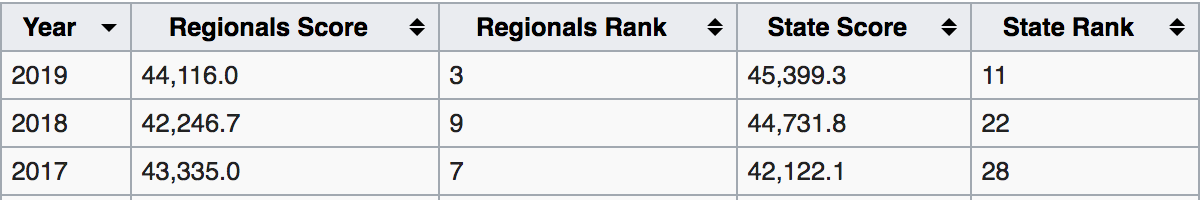 Year Regionals Score Regionals Rank State Score State Rank
2019 44,116.0 3 45,399.3 11
2018 42,246.7 9 44,731.8 22
2017 43,335.0 7 42,122.1 28